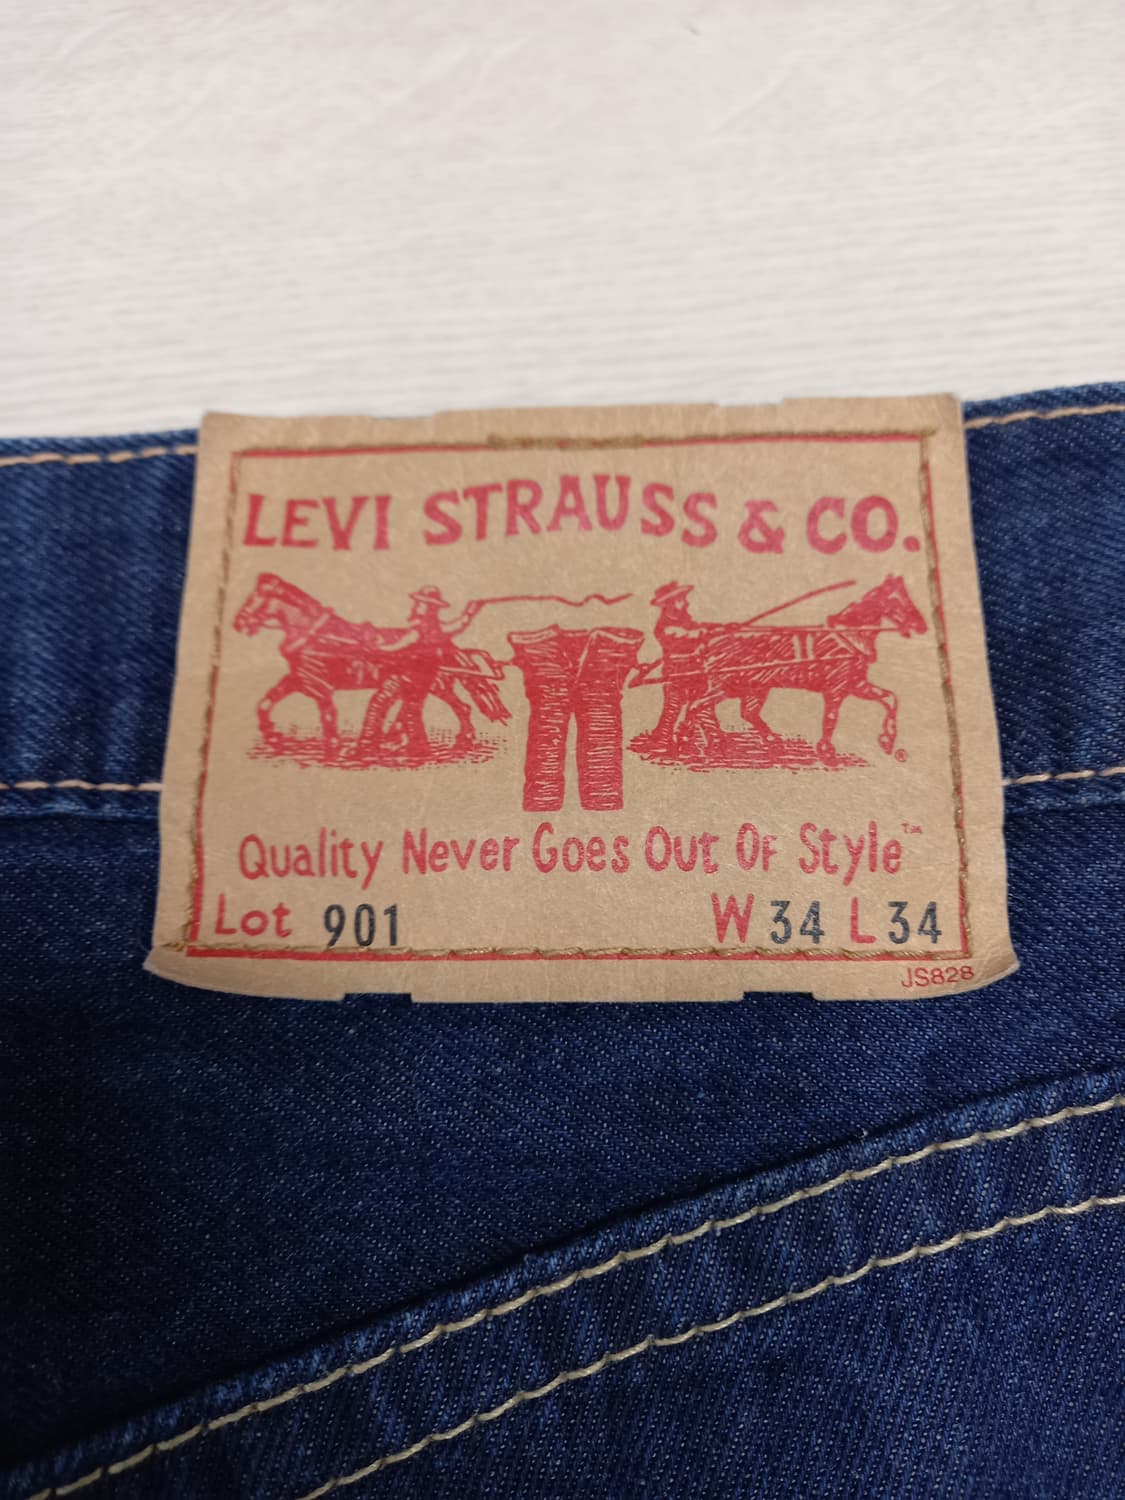 LEVI STRAUSS & CO.
®
Quality Never Goes Out Of Style™
Lot 901 W 34 L 34
JS828